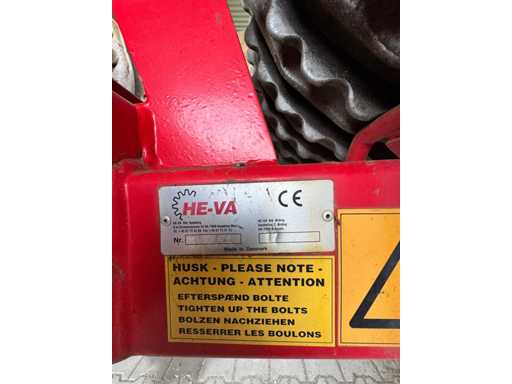 HE-VA
CE
Nr.
Made in Denmark
HUSK - PLEASE NOTE -
ACHTUNG - ATTENTION
EFTERSPÆND BOLTE
TIGHTEN UP THE BOLTS
BOLZEN NACHZIEHEN
RESSERRER LES BOULONS